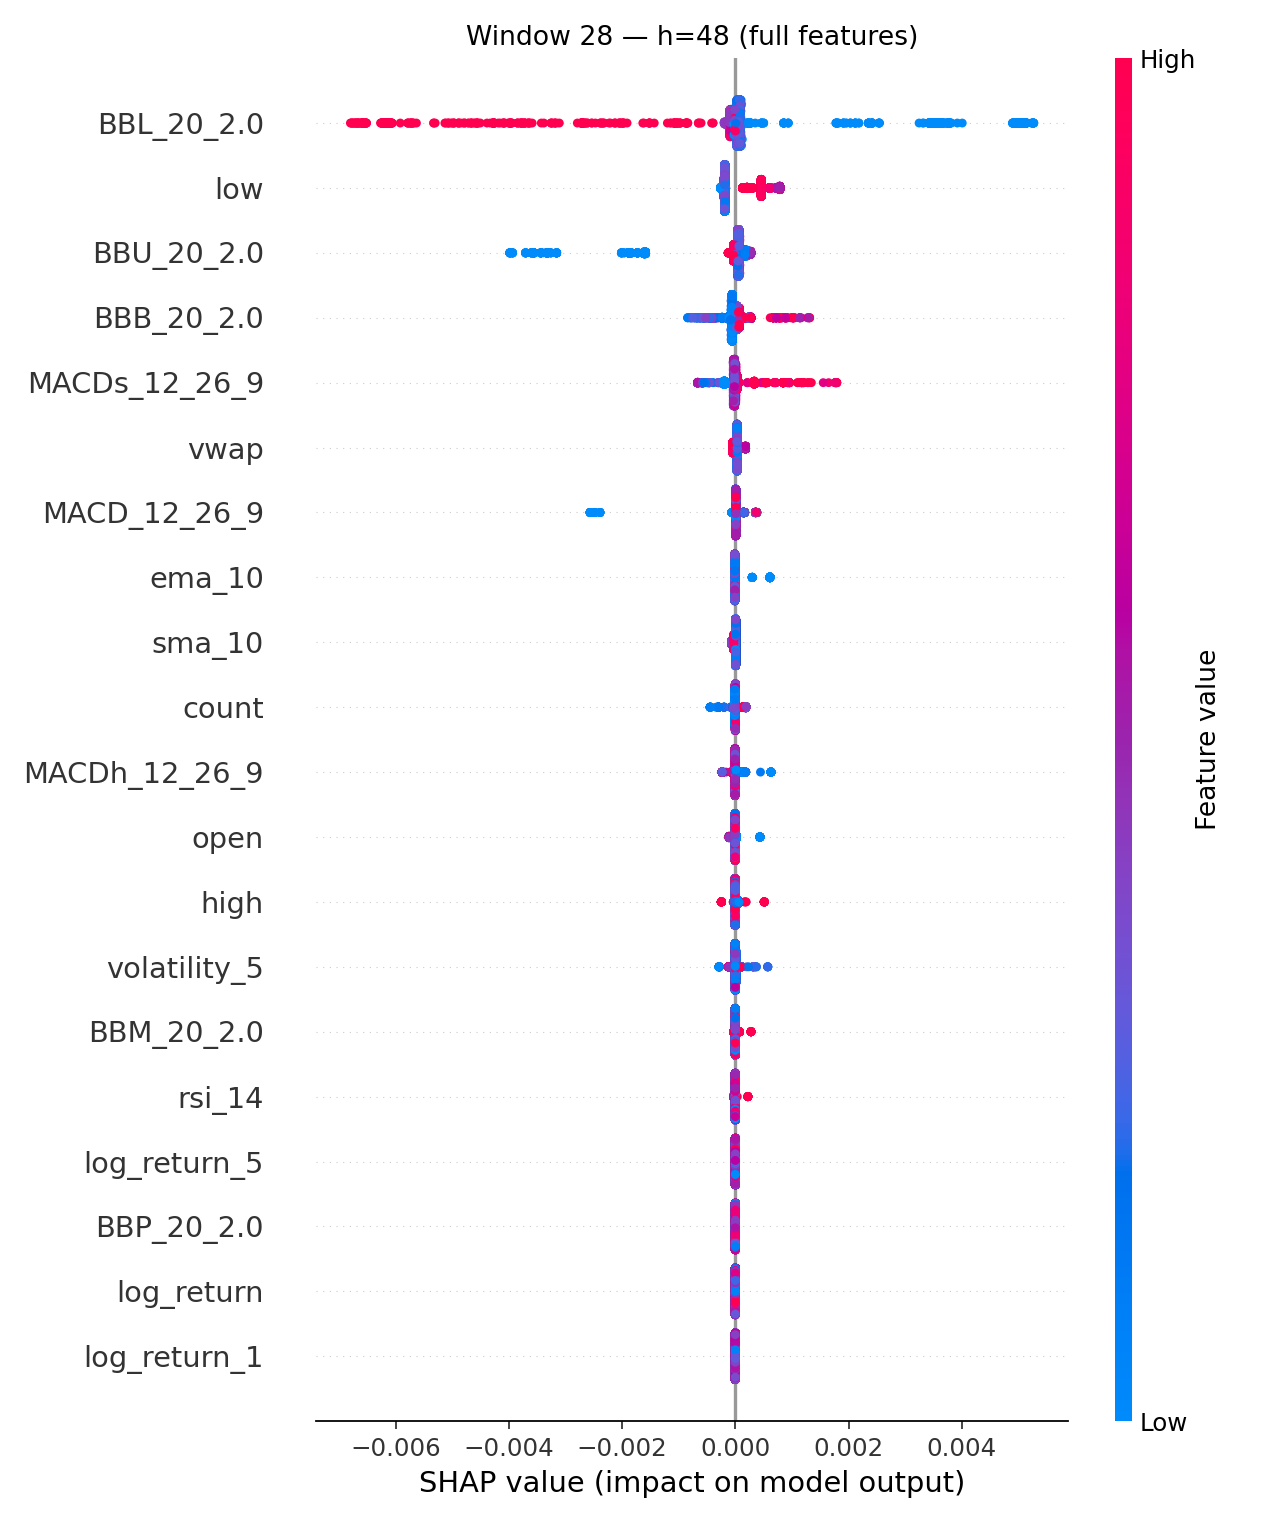 Window 28 — h=48 (full features)
High
BBL_20_2.0
low
BBU_20_2.0
BBB_20_2.0
MACDs_12_26_9
vwap
MACD_12_26_9
ema_10
sma_10
count
MACDh_12_26_9
open
high
volatility_5
BBM_20_2.0
rsi_14
log_return_5
BBP_20_2.0
log_return
log_return_1
Feature value
Low
−0.006 −0.004 −0.002 0.000 0.002 0.004
SHAP value (impact on model output)